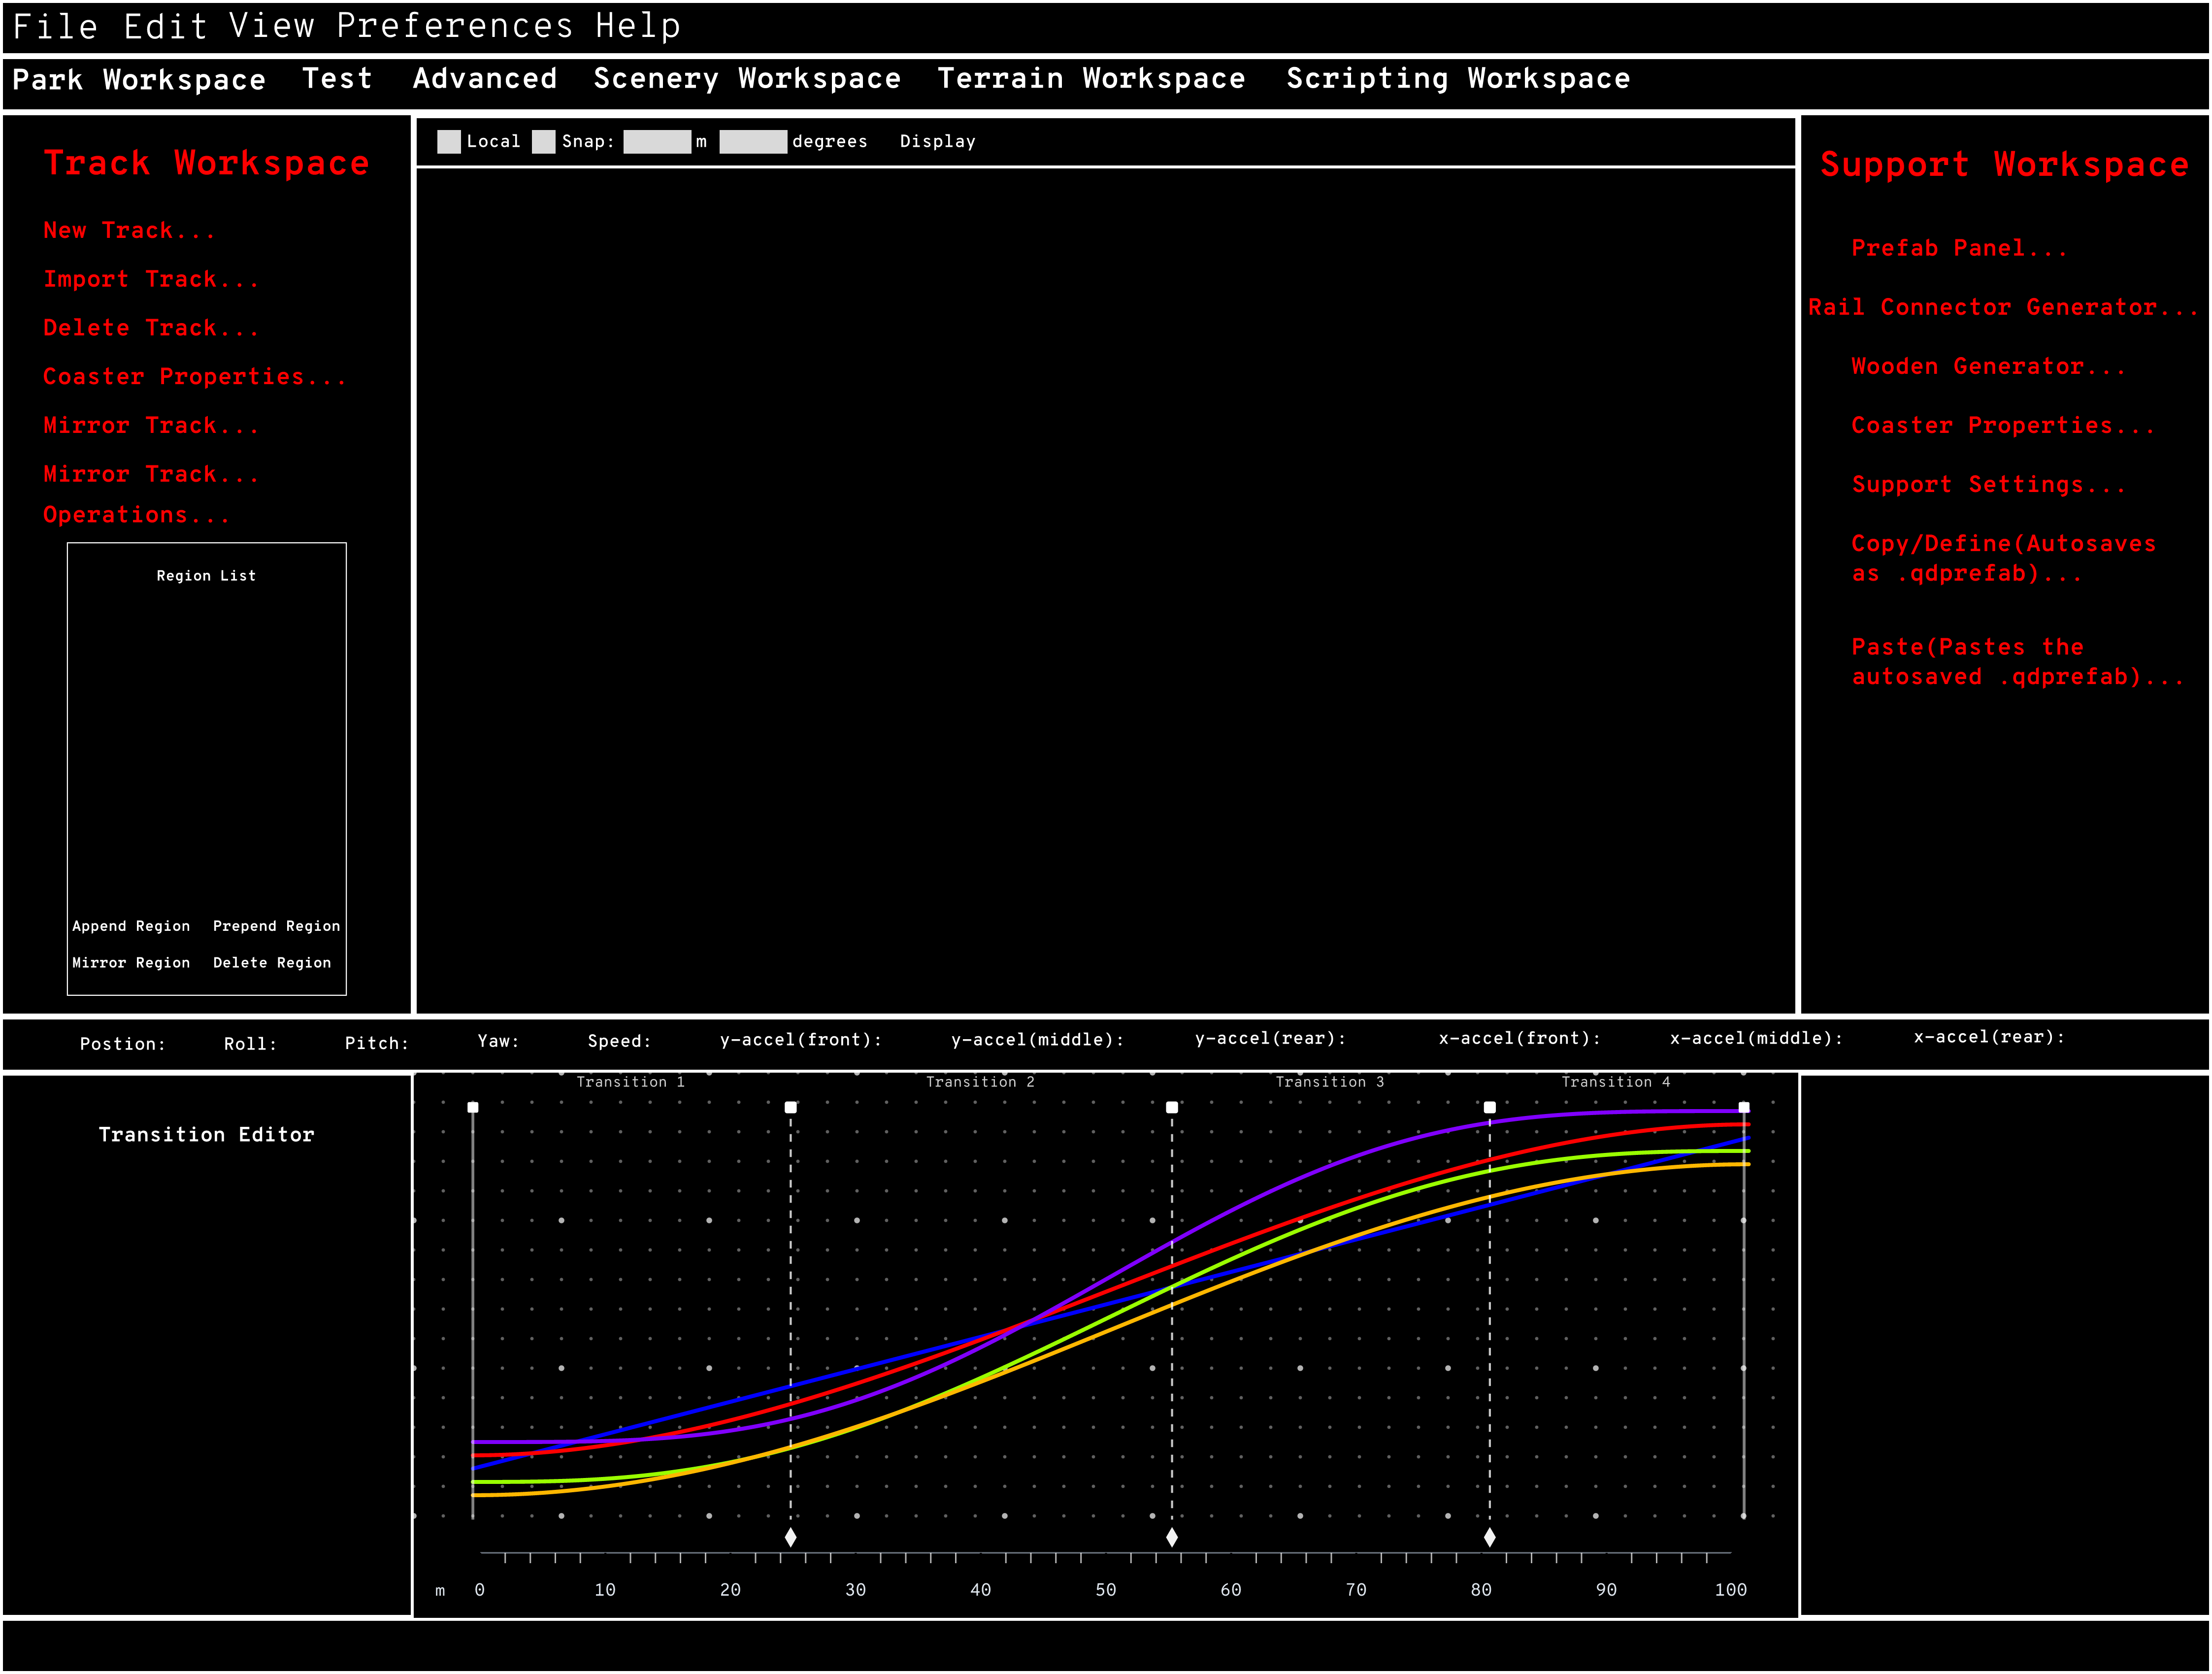 File Edit View Preferences Help
Park Workspace Test Advanced Scenery Workspace Terrain Workspace Scripting Workspace
Track Workspace
New Track...
Import Track...
Delete Track...
Coaster Properties...
Mirror Track...
Mirror Track...
Operations...
Region List
Append Region Prepend Region
Mirror Region Delete Region
Local Snap: m degrees Display
Support Workspace
Prefab Panel...
Rail Connector Generator...
Wooden Generator...
Coaster Properties...
Support Settings...
Copy/Define(Autosaves
as .qdprefab)...
Paste(Pastes the
autosaved .qdprefab)...
Postion: Roll: Pitch: Yaw: Speed: y-accel(front): y-accel(middle): y-accel(rear): x-accel(front): x-accel(middle): x-accel(rear):
Transition Editor
Transition 1 Transition 2 Transition 3 Transition 4
m 0 10 20 30 40 50 60 70 80 90 100